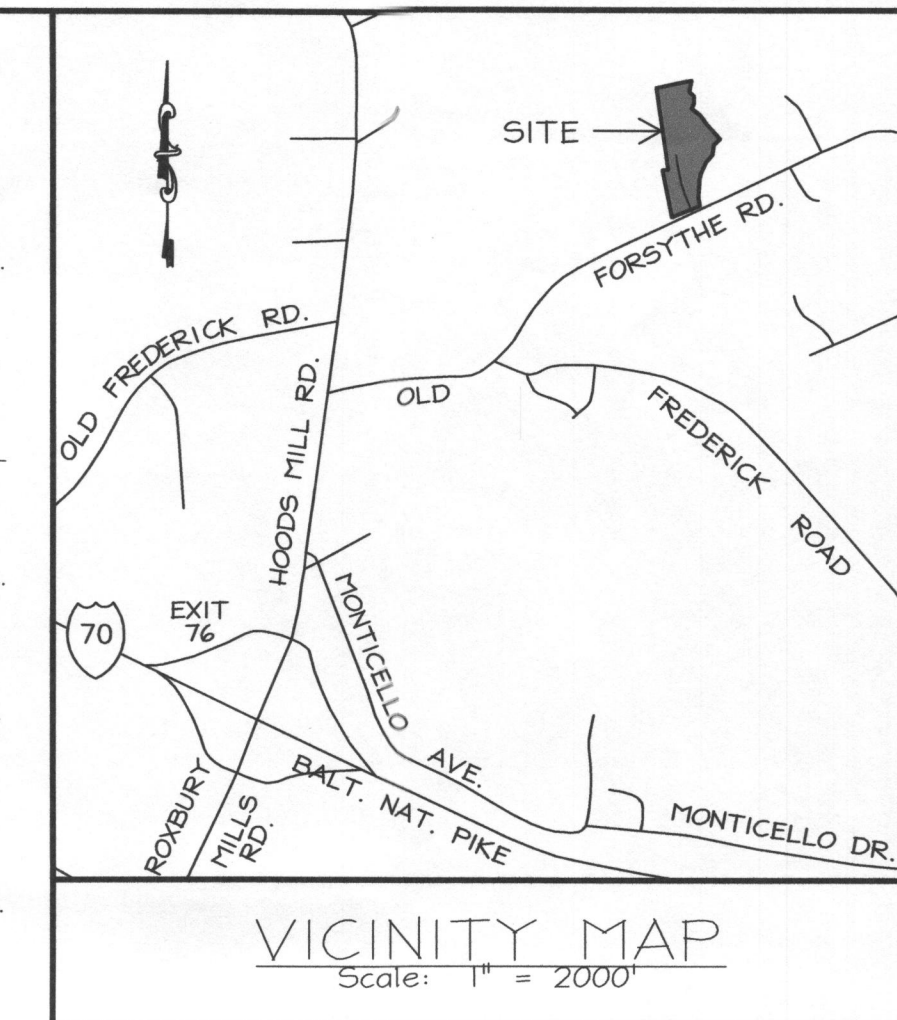 SITE
FORSYTHE RD.
OLD FREDERICK RD.
HOODS MILL RD.
OLD FREDERICK ROAD
MONTICELLO AVE.
EXIT
76
70
BALT. NAT. PIKE
ROXBURY
MILLS
RD.
MONTICELLO DR.
VICINITY MAP
Scale: 1" = 2000'